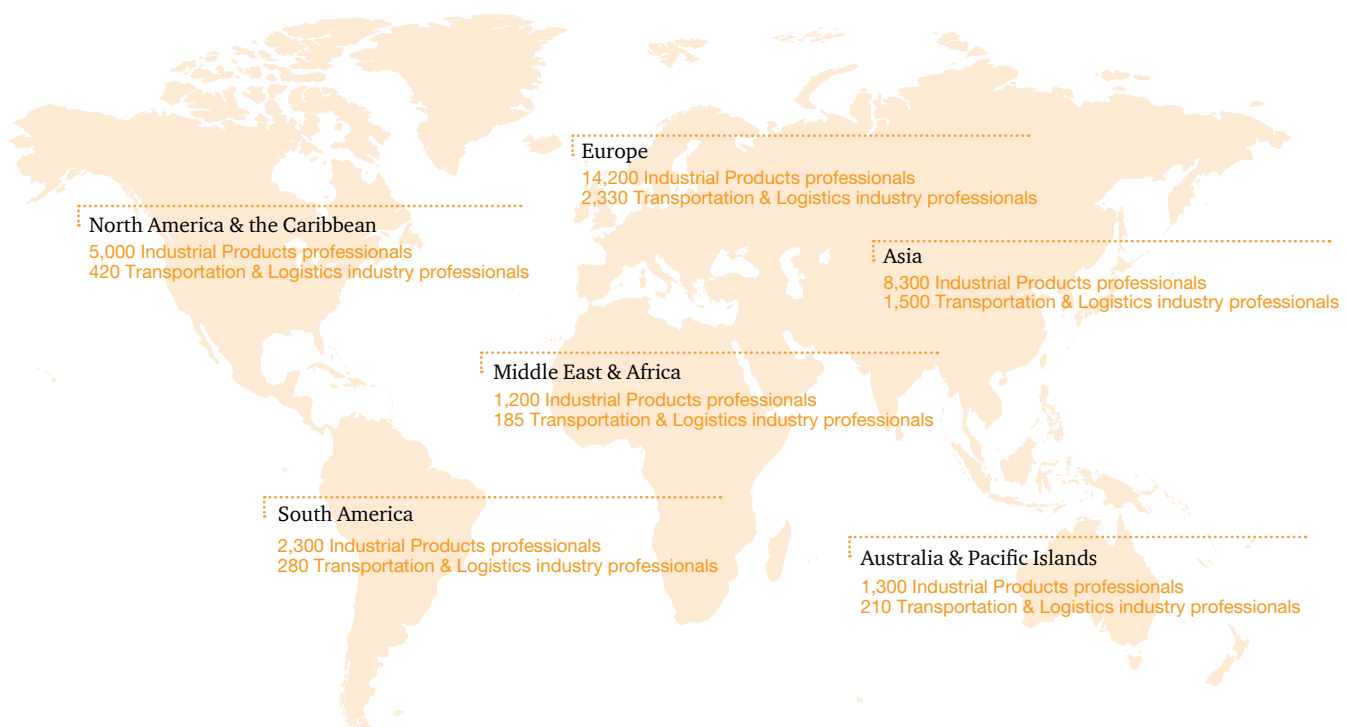 Europe
14,200 Industrial Products professionals
2,330 Transportation & Logistics industry professionals
North America & the Caribbean
5,000 Industrial Products professionals
420 Transportation & Logistics industry professionals
Asia
8,300 Industrial Products professionals
1,500 Transportation & Logistics industry professionals
Middle East & Africa
1,200 Industrial Products professionals
185 Transportation & Logistics industry professionals
South America
2,300 Industrial Products professionals
280 Transportation & Logistics industry professionals
Australia & Pacific Islands
1,300 Industrial Products professionals
210 Transportation & Logistics industry professionals